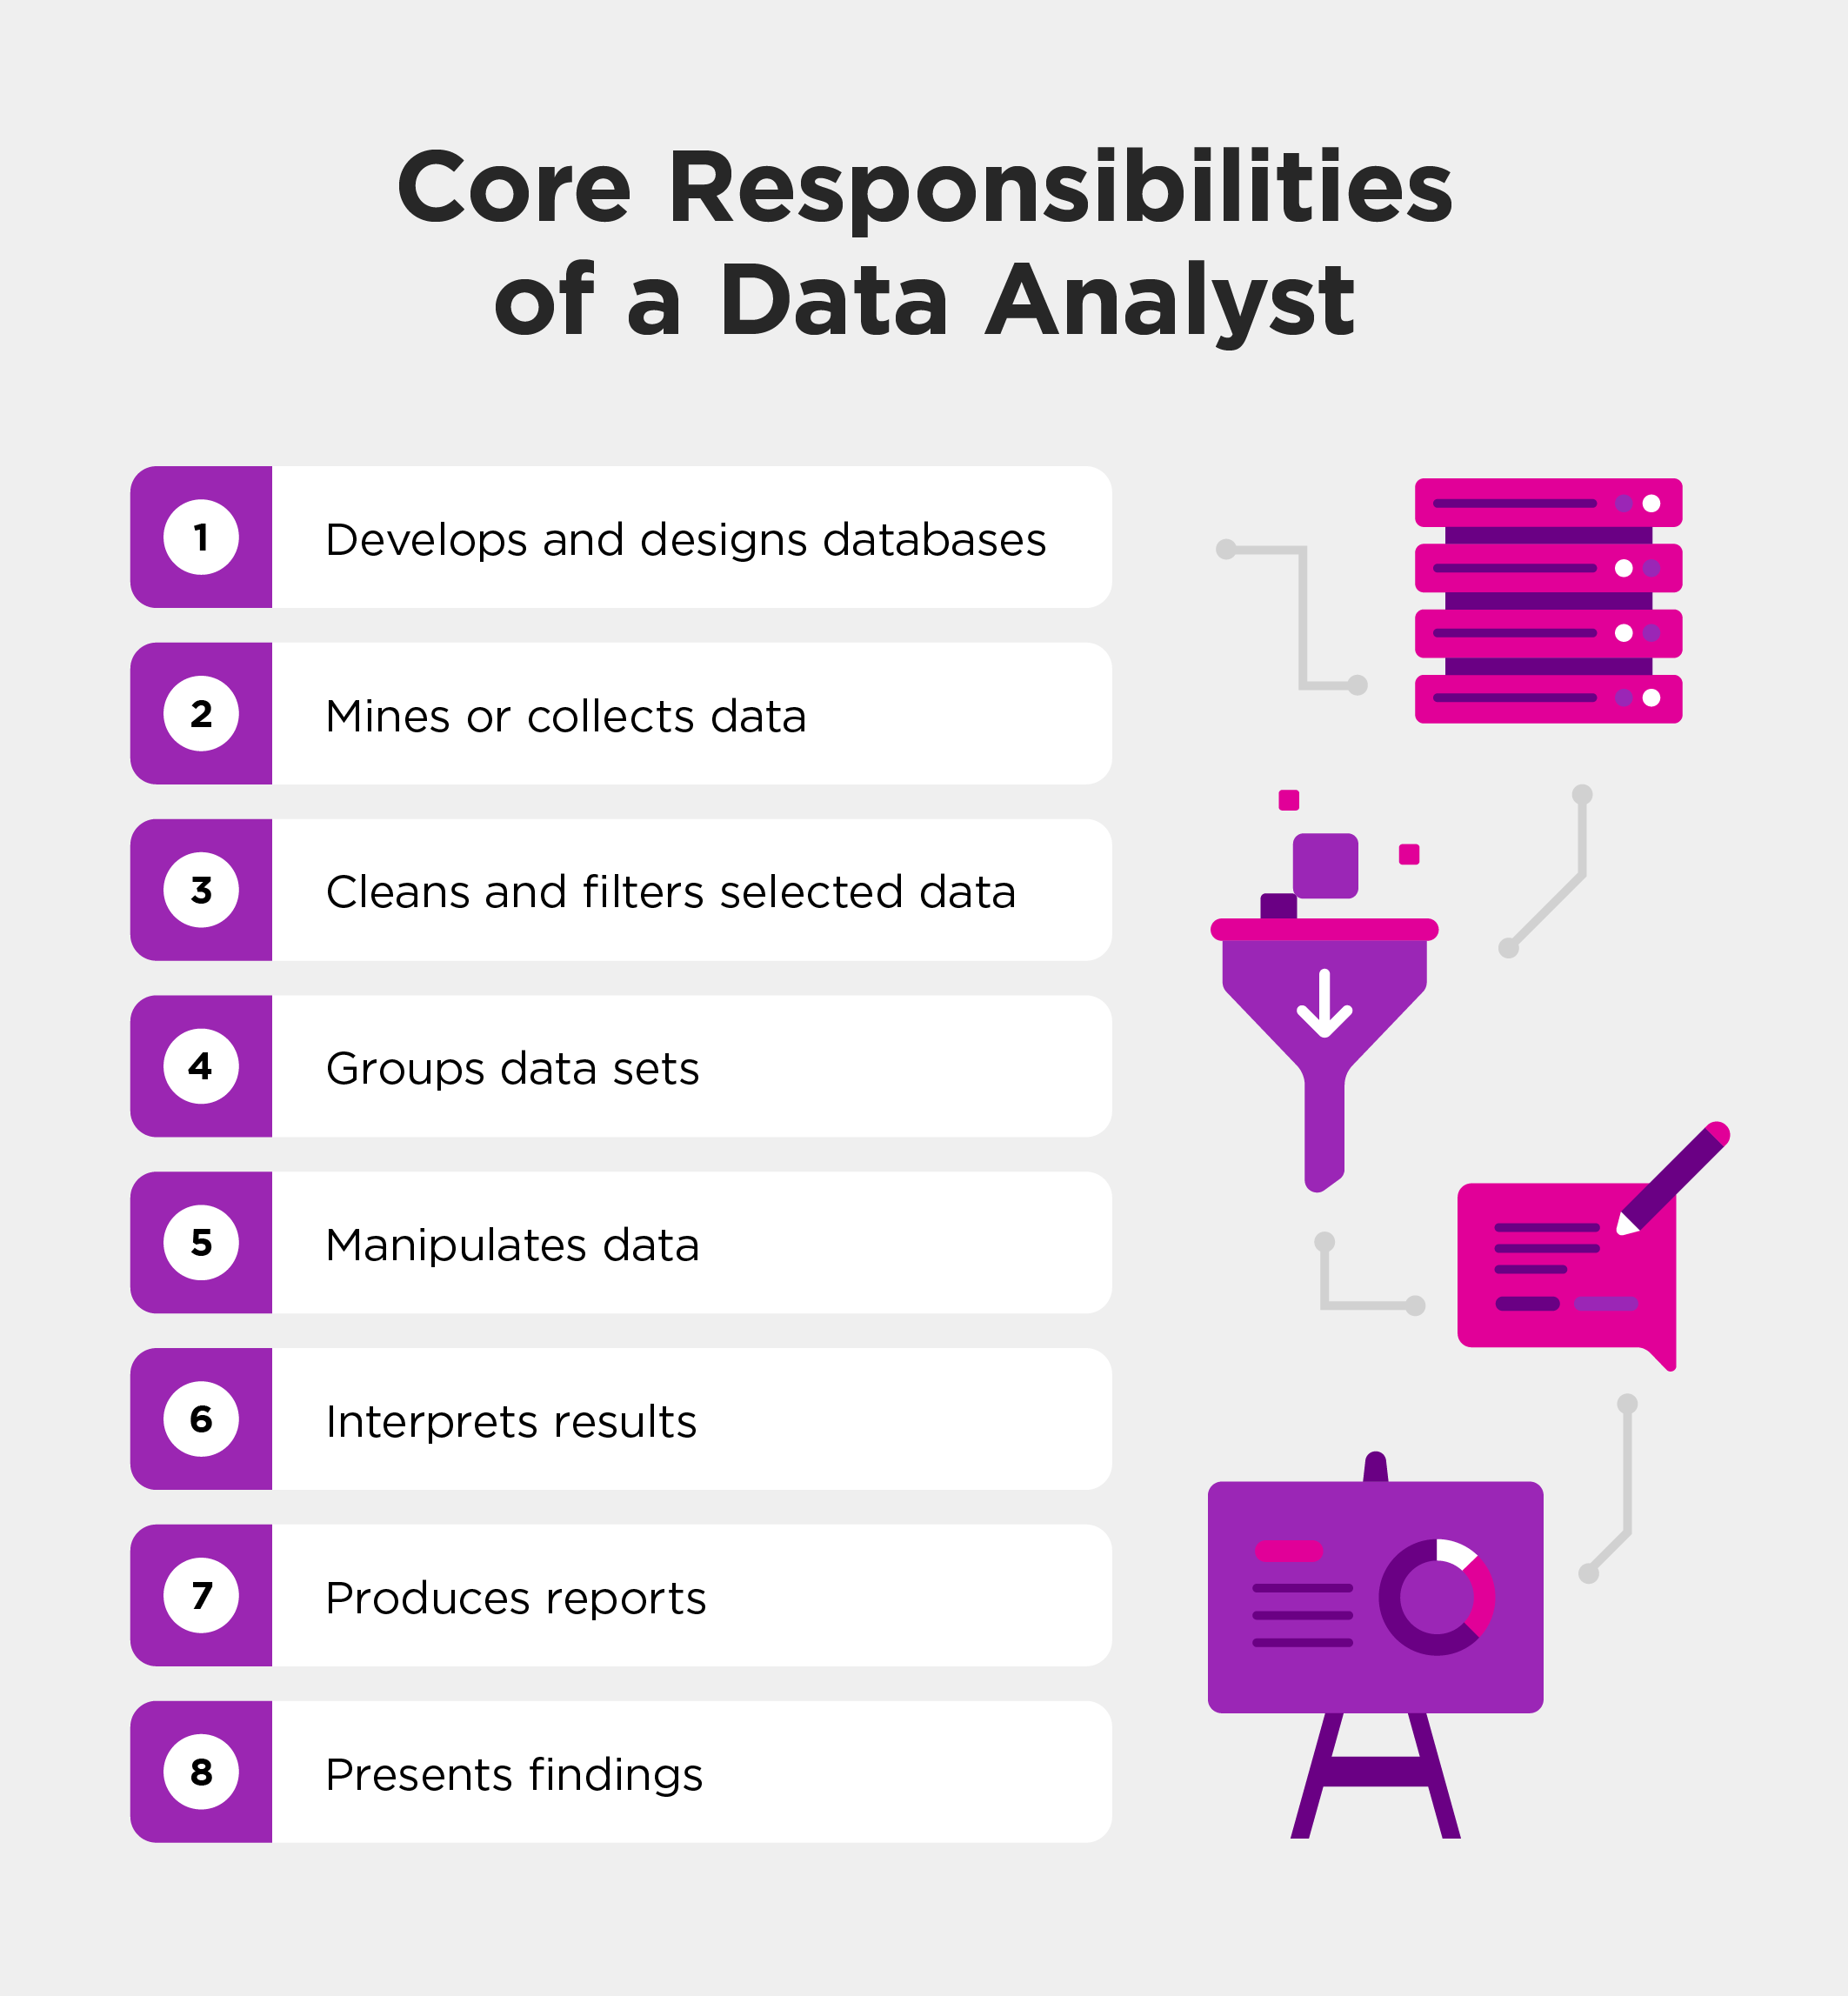 Core Responsibilities
of a Data Analyst
1 Develops and designs databases
2 Mines or collects data
3 Cleans and filters selected data
4 Groups data sets
5 Manipulates data
6 Interprets results
7 Produces reports
8 Presents findings